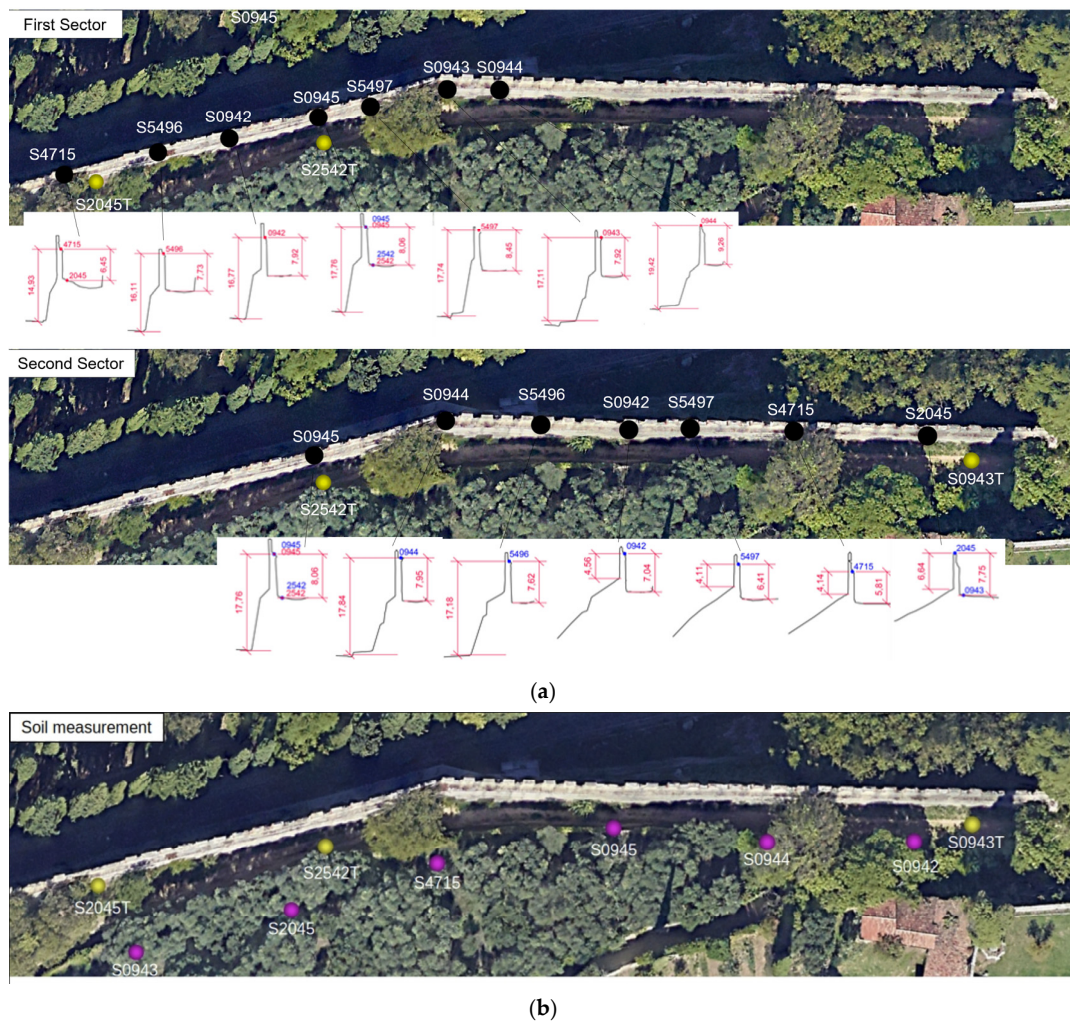 First Sector
S0945
S4715
S5496
S0942
S0945
S5497
S0943
S0944
S2045T
S2542T
4715
2045
14,93
6,45
5496
16,11
7,73
0942
16,77
7,92
0945
0945
2542
2542
17,76
8,06
5497
17,74
8,45
0943
17,11
7,92
0944
19,42
9,26
Second Sector
S0945
S0944
S5496
S0942
S5497
S4715
S2045
S2542T
S0943T
0945
0945
2542
2542
17,76
8,06
0944
17,84
7,95
5496
17,18
7,62
0942
4,56
7,04
5497
4,11
6,41
4715
4,14
5,81
2045
0943
6,64
7,75
(a)
Soil measurement
S2045T
S2542T
S4715
S0945
S0944
S0942
S0943T
S2045
S0943
(b)